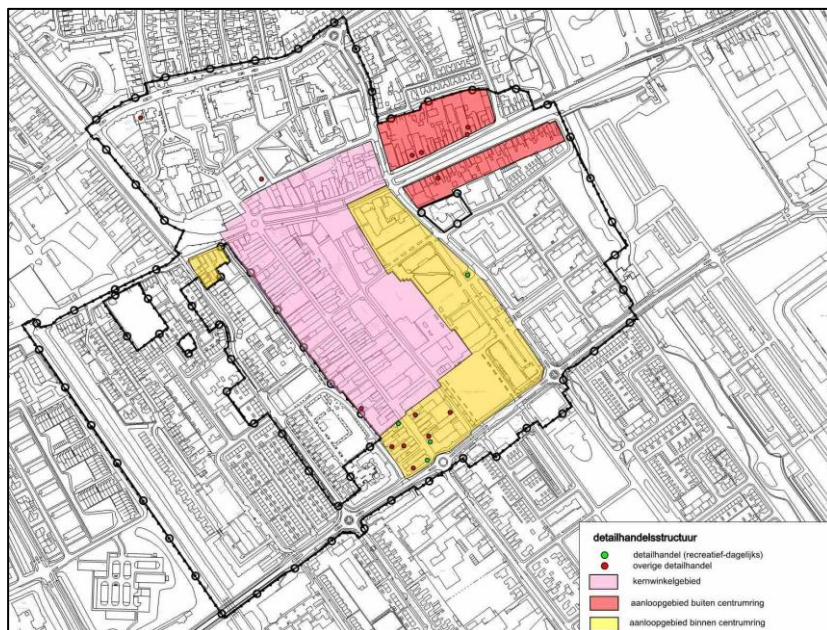 detailhandelsstructuur
detailhandel (recreatief-dagelijks)
overige detailhandel
kernwinkelgebied
aanloopgebied buiten centrumring
aanloopgebied binnen centrumring